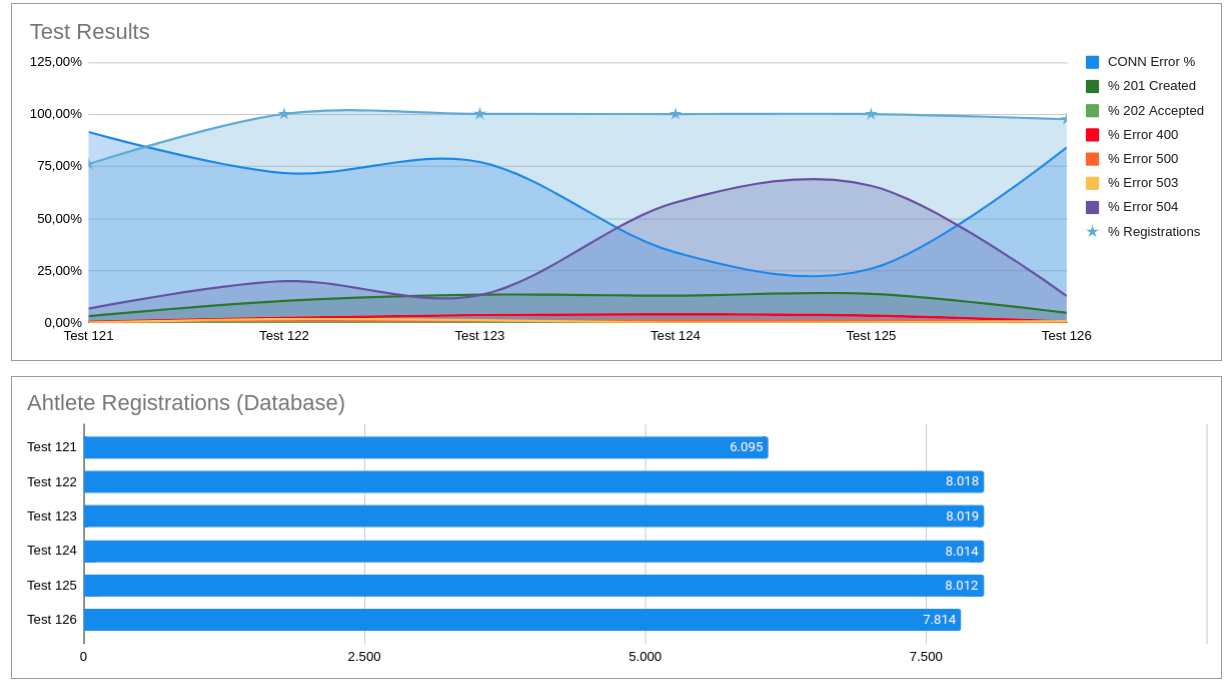 Test Results
125,00%
100,00%
75,00%
50,00%
25,00%
0,00%
Test 121 Test 122 Test 123 Test 124 Test 125 Test 126
CONN Error %
% 201 Created
% 202 Accepted
% Error 400
% Error 500
% Error 503
% Error 504
% Registrations
Ahtlete Registrations (Database)
Test 121 6.095
Test 122 8.018
Test 123 8.019
Test 124 8.014
Test 125 8.012
Test 126 7.814
0 2.500 5.000 7.500